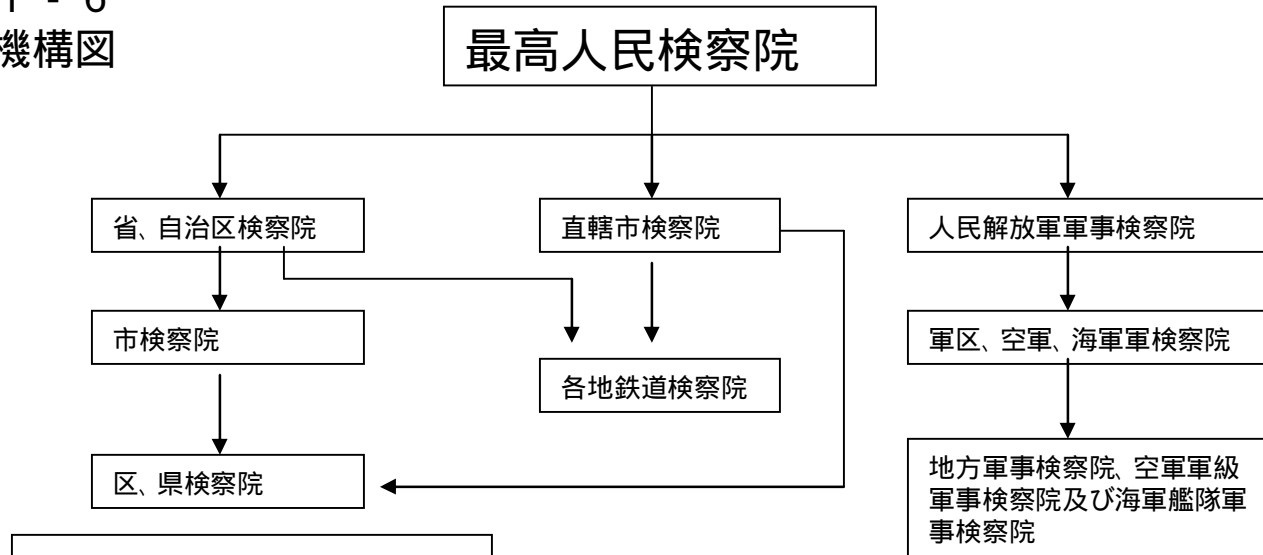 1 - 6
機構図
最高人民検察院
省、自治区検察院
直轄市検察院
人民解放軍軍事検察院
市検察院
軍区、空軍、海軍軍検察院
各地鉄道検察院
区、県検察院
地方軍事検察院、空軍軍級
軍事検察院及び海軍艦隊軍
事検察院